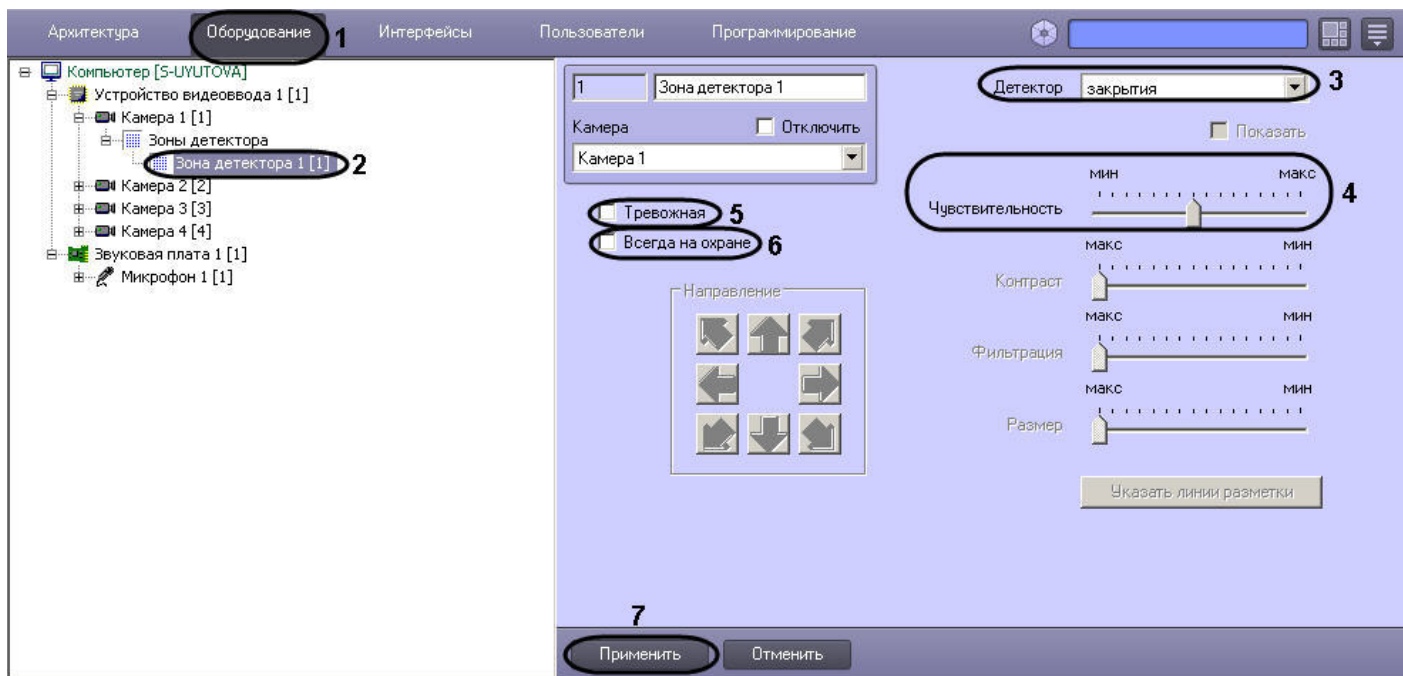 Архитектура Оборудование 1 Интерфейсы Пользователи Программирование
Компьютер [S-UYUTOVA]
Устройство видеоввода 1 [1]
Камера 1 [1]
Зоны детектора
Зона детектора 1 [1] 2
Камера 2 [2]
Камера 3 [3]
Камера 4 [4]
Звуковая плата 1 [1]
Микрофон 1 [1]
1 Зона детектора 1
Камера Отключить
Камера 1
Тревожная 5
Всегда на охране 6
Направление
Детектор закрытия 3
Показать
мин макс
Чувствительность 4
макс мин
Контраст
макс мин
Фильтрация
макс мин
Размер
Указать линии разметки
7
Применить Отменить